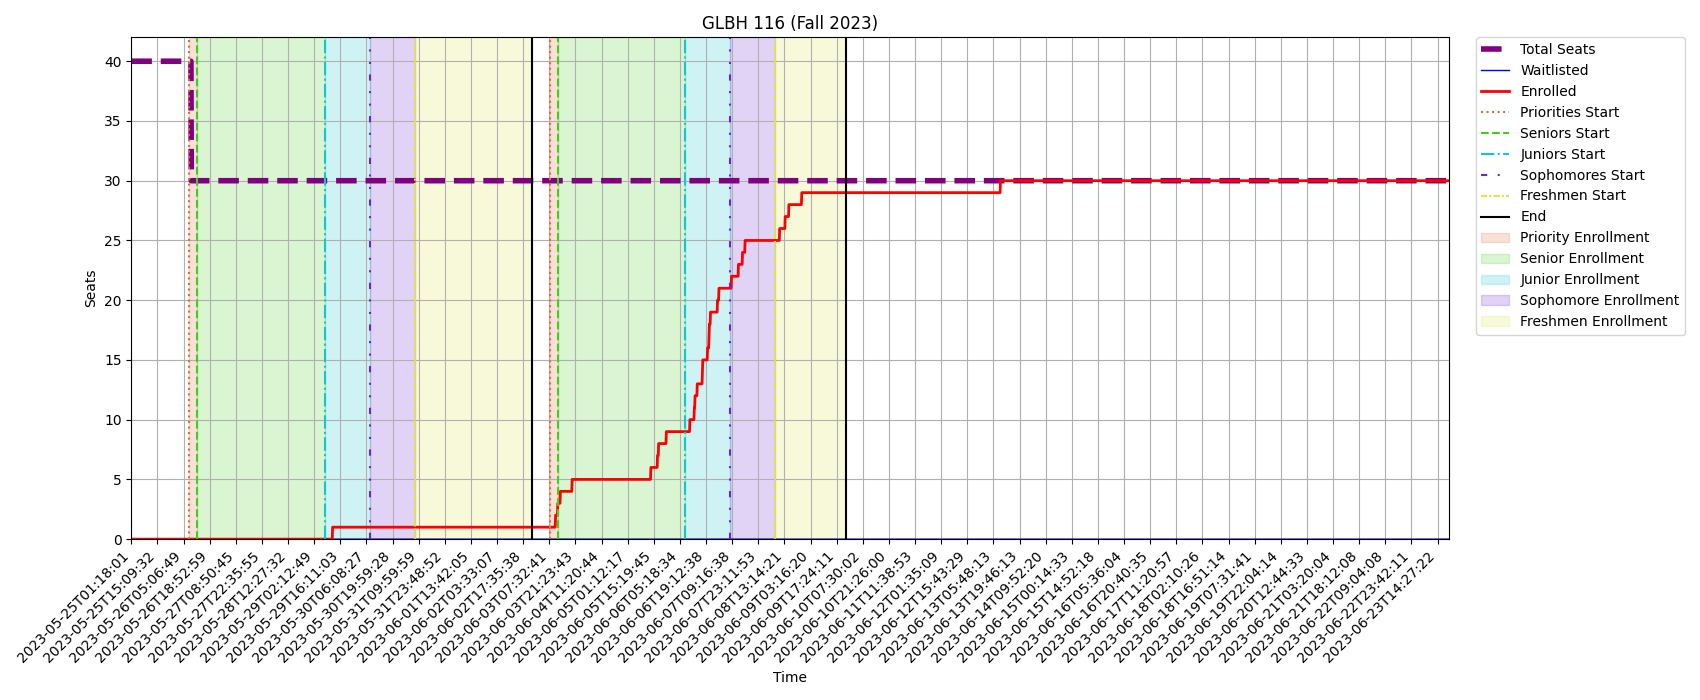 GLBH 116 (Fall 2023)
Total Seats
Waitlisted
Enrolled
Priorities Start
Seniors Start
Juniors Start
Sophomores Start
Freshmen Start
End
Priority Enrollment
Senior Enrollment
Junior Enrollment
Sophomore Enrollment
Freshmen Enrollment
Seats
40
35
30
25
20
15
10
5
0
2023-05-25T01:18:01
2023-05-25T15:09:32
2023-05-26T05:06:49
2023-05-26T18:52:59
2023-05-27T08:50:45
2023-05-27T22:35:55
2023-05-28T12:27:32
2023-05-29T02:12:49
2023-05-29T16:11:03
2023-05-30T06:08:27
2023-05-30T19:59:28
2023-05-31T09:59:59
2023-05-31T23:48:52
2023-06-01T13:42:05
2023-06-02T03:33:07
2023-06-02T17:35:38
2023-06-03T07:32:41
2023-06-03T21:23:43
2023-06-04T11:20:44
2023-06-05T01:12:17
2023-06-05T15:19:45
2023-06-06T05:18:34
2023-06-06T19:12:38
2023-06-07T09:16:38
2023-06-07T23:11:53
2023-06-08T13:14:21
2023-06-09T03:16:20
2023-06-09T17:24:11
2023-06-10T07:30:02
2023-06-10T21:26:00
2023-06-11T11:38:53
2023-06-12T01:35:09
2023-06-12T15:43:29
2023-06-13T05:48:13
2023-06-13T19:46:13
2023-06-14T09:52:20
2023-06-15T00:14:33
2023-06-15T14:52:18
2023-06-16T05:36:04
2023-06-16T20:40:35
2023-06-17T11:20:57
2023-06-18T02:10:26
2023-06-18T16:51:14
2023-06-19T07:31:41
2023-06-19T22:04:14
2023-06-20T12:44:33
2023-06-21T03:20:04
2023-06-21T18:12:08
2023-06-22T09:04:08
2023-06-22T23:42:11
2023-06-23T14:27:22
Time